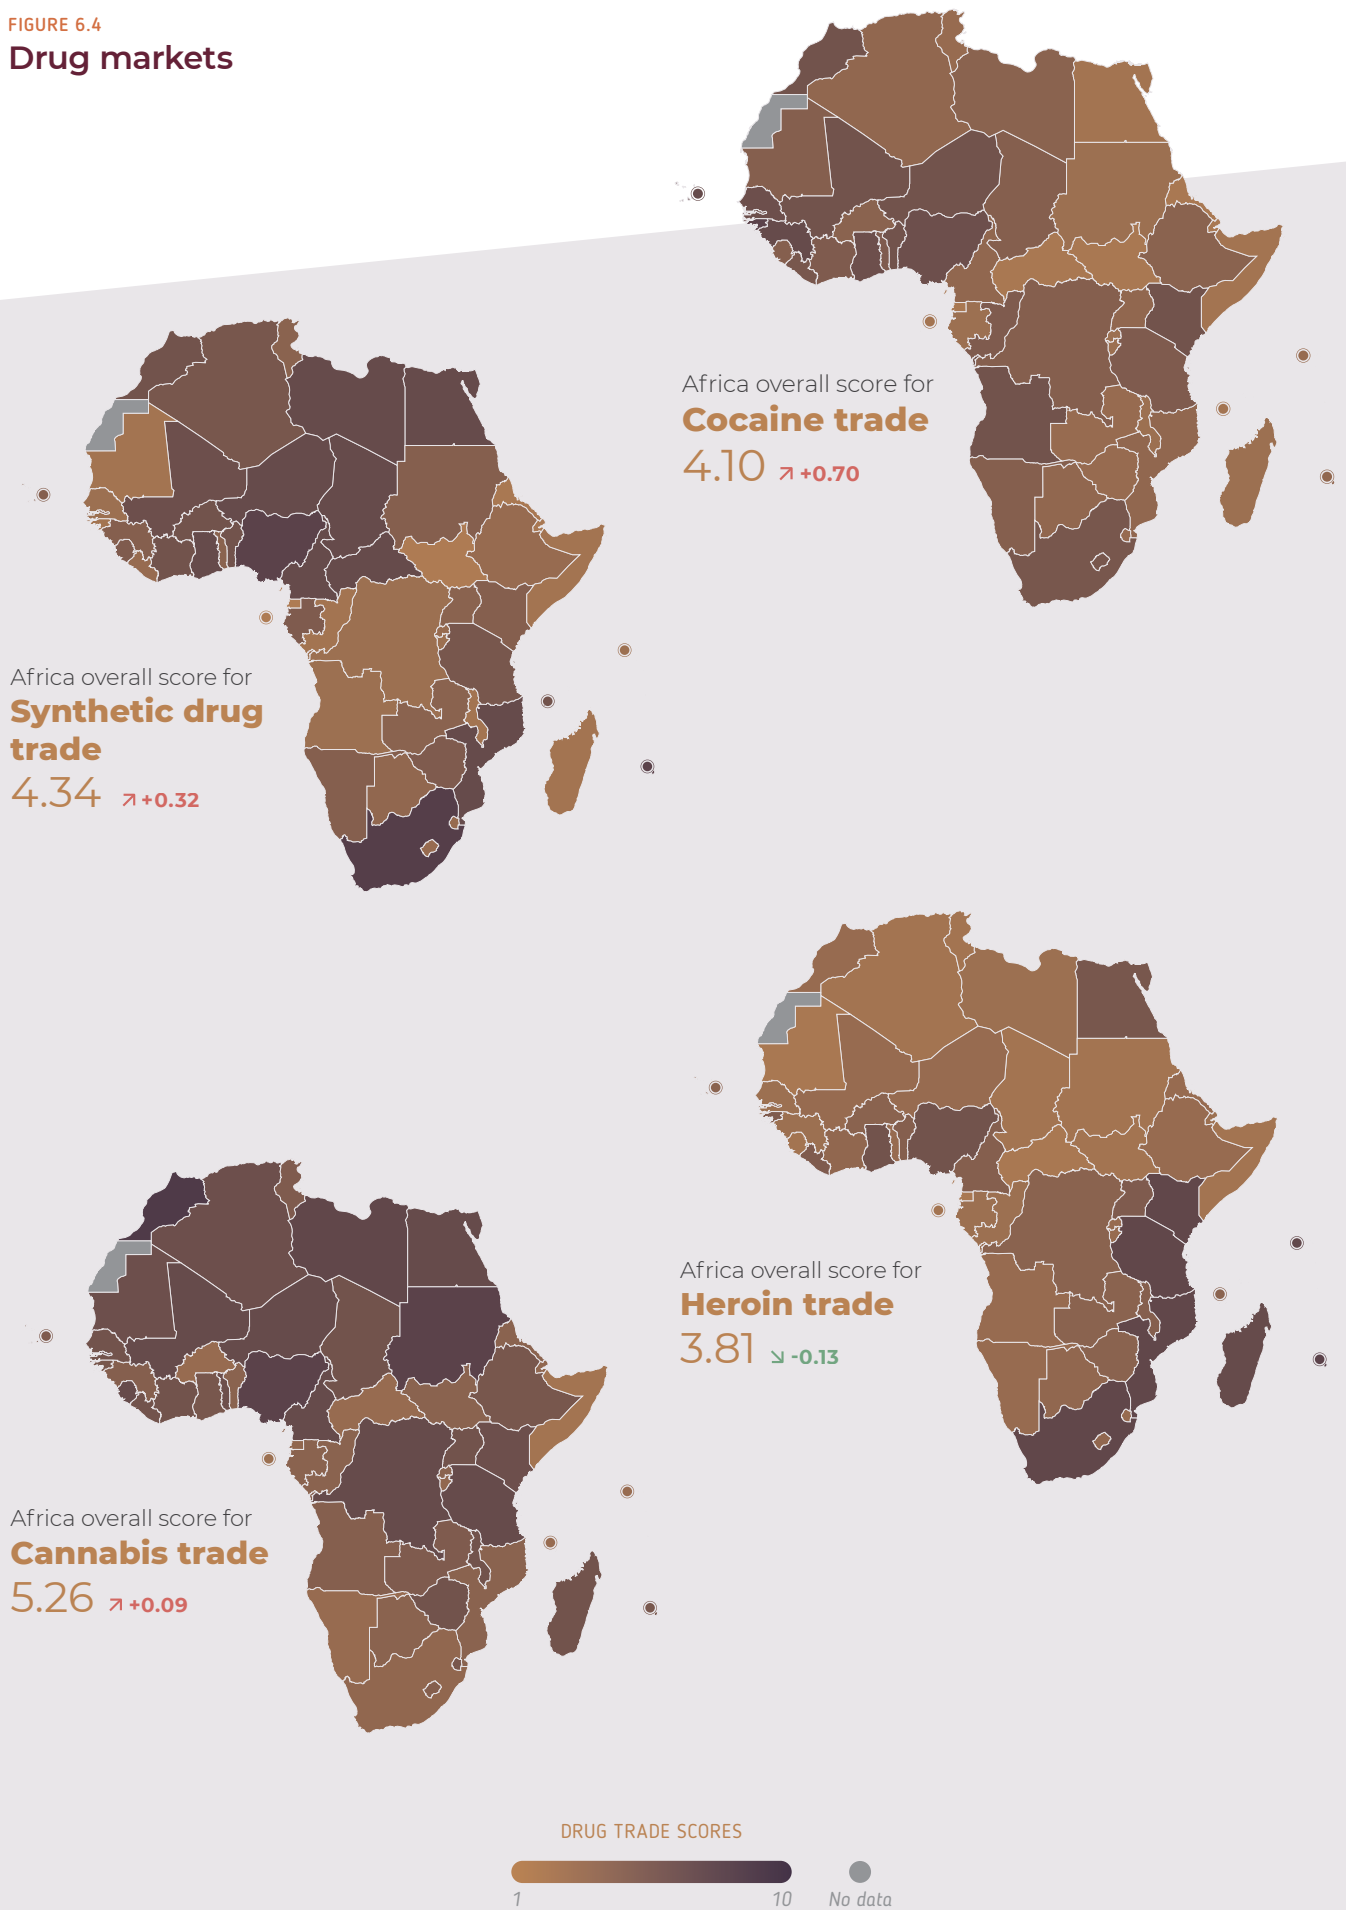 FIGURE 6.4
Drug markets
Africa overall score for
Cocaine trade
4.10 ↗ +0.70
Africa overall score for
Synthetic drug
trade
4.34 ↗ +0.32
Africa overall score for
Heroin trade
3.81 ↘ -0.13
Africa overall score for
Cannabis trade
5.26 ↗ +0.09
DRUG TRADE SCORES
1 10 No data